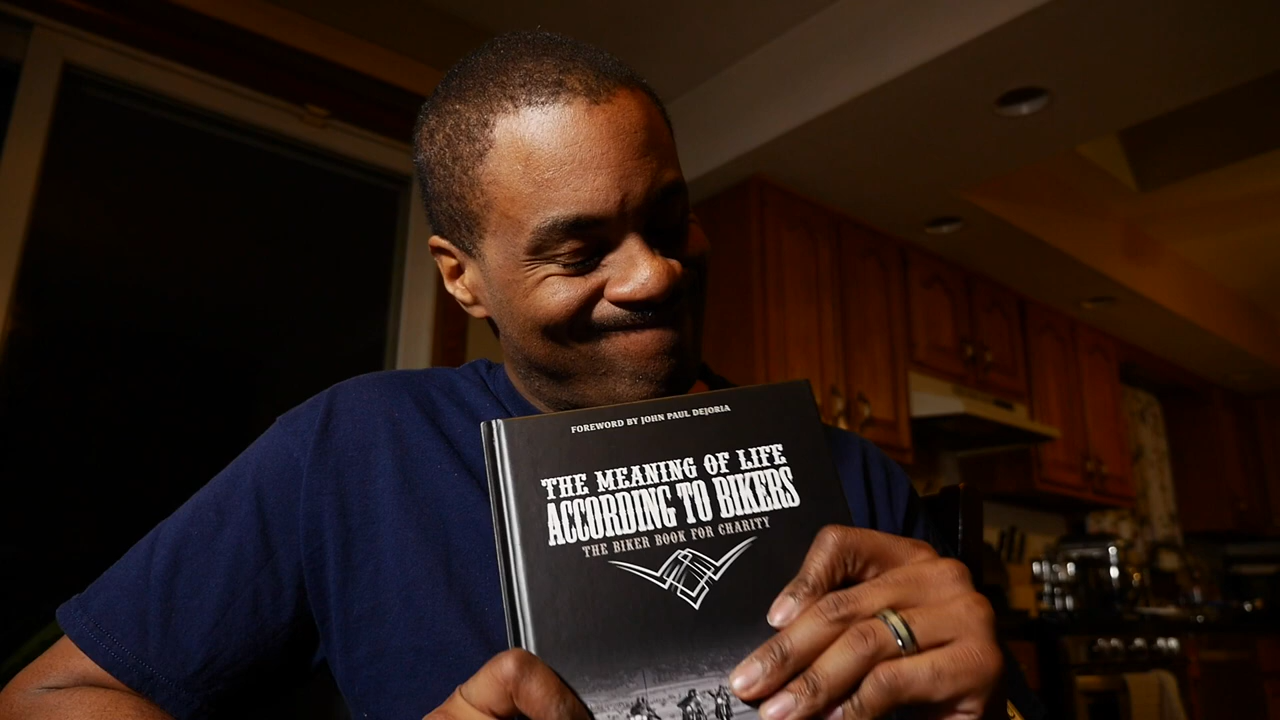 FOREWORD BY JOHN PAUL DEJORIA
THE MEANING OF LIFE
ACCORDING TO BIKERS
THE BIKER BOOK FOR CHARITY